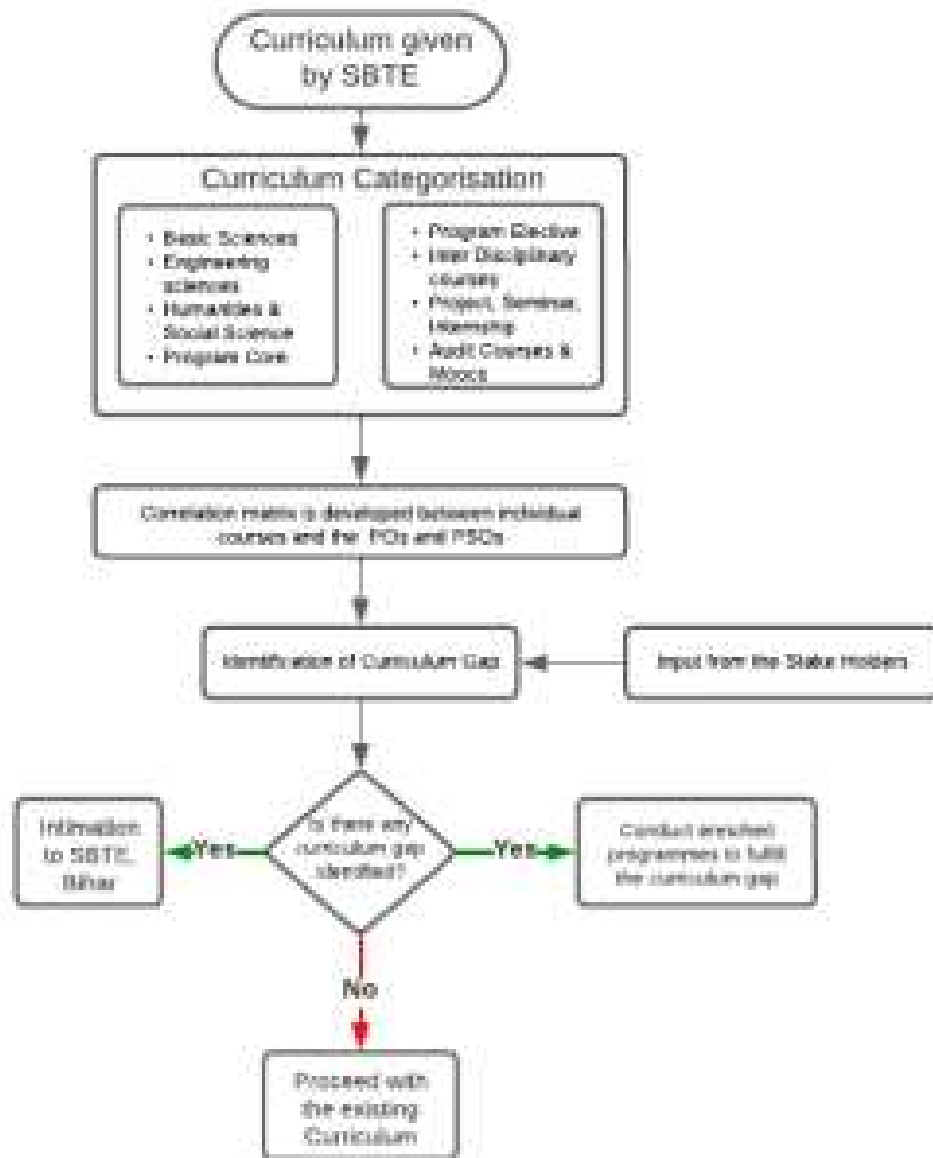 Curriculum given
by SBTE
Curriculum Categorisation
• Basic Sciences
• Engineering
sciences
• Humanities &
Social Science
• Program Core
• Program Elective
• Inter Disciplinary
courses
• Project, Seminar,
Internship
• Audit Courses &
Moocs
Correlation matrix is developed between individual
courses and the POs and PSOs
Identification of Curriculum Gap
Input from the Stake Holders
Is there any
curriculum gap
identified?
Yes
Intimation
to SBTE,
Bihar
Yes
Conduct enriched
programmes to fulfill
the curriculum gap
No
Proceed with
the existing
Curriculum